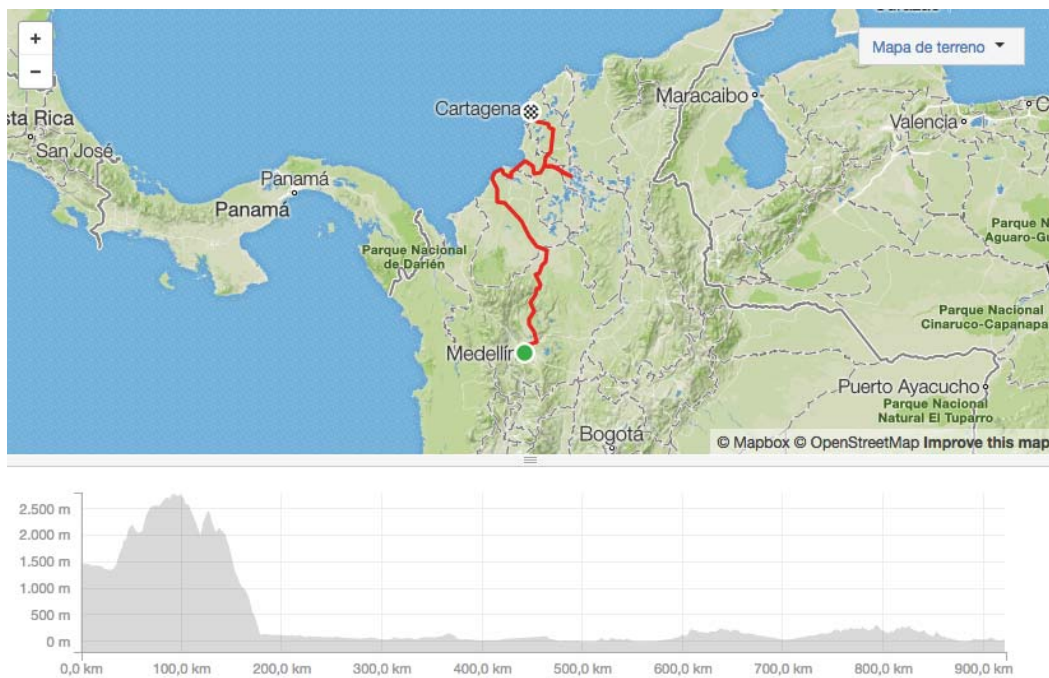 +
−
Mapa de terreno
Cartagena
Maracaibo
Valencia
sta Rica
San José
Panamá
Panamá
Parque Nacional
de Darién
Parque N
Aguaro-Gu
Parque Nacional
Cinaruco-Capanapa
Medellír
Puerto Ayacucho
Parque Nacional
Natural El Tuparro
Bogotá
© Mapbox © OpenStreetMap Improve this map
2.500 m
2.000 m
1.500 m
1.000 m
500 m
0 m
0,0 km 100,0 km 200,0 km 300,0 km 400,0 km 500,0 km 600,0 km 700,0 km 800,0 km 900,0 km